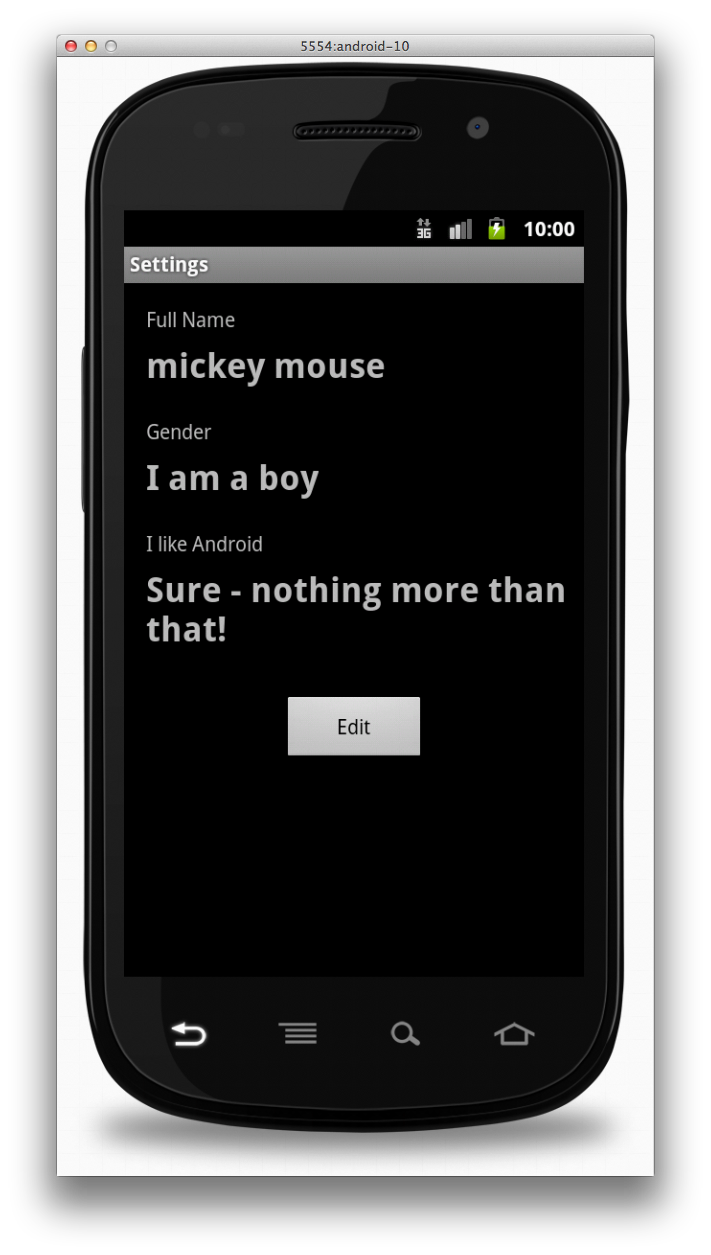 5554:android-10
3G 10:00
Settings
Full Name
mickey mouse
Gender
I am a boy
I like Android
Sure - nothing more than
that!
Edit